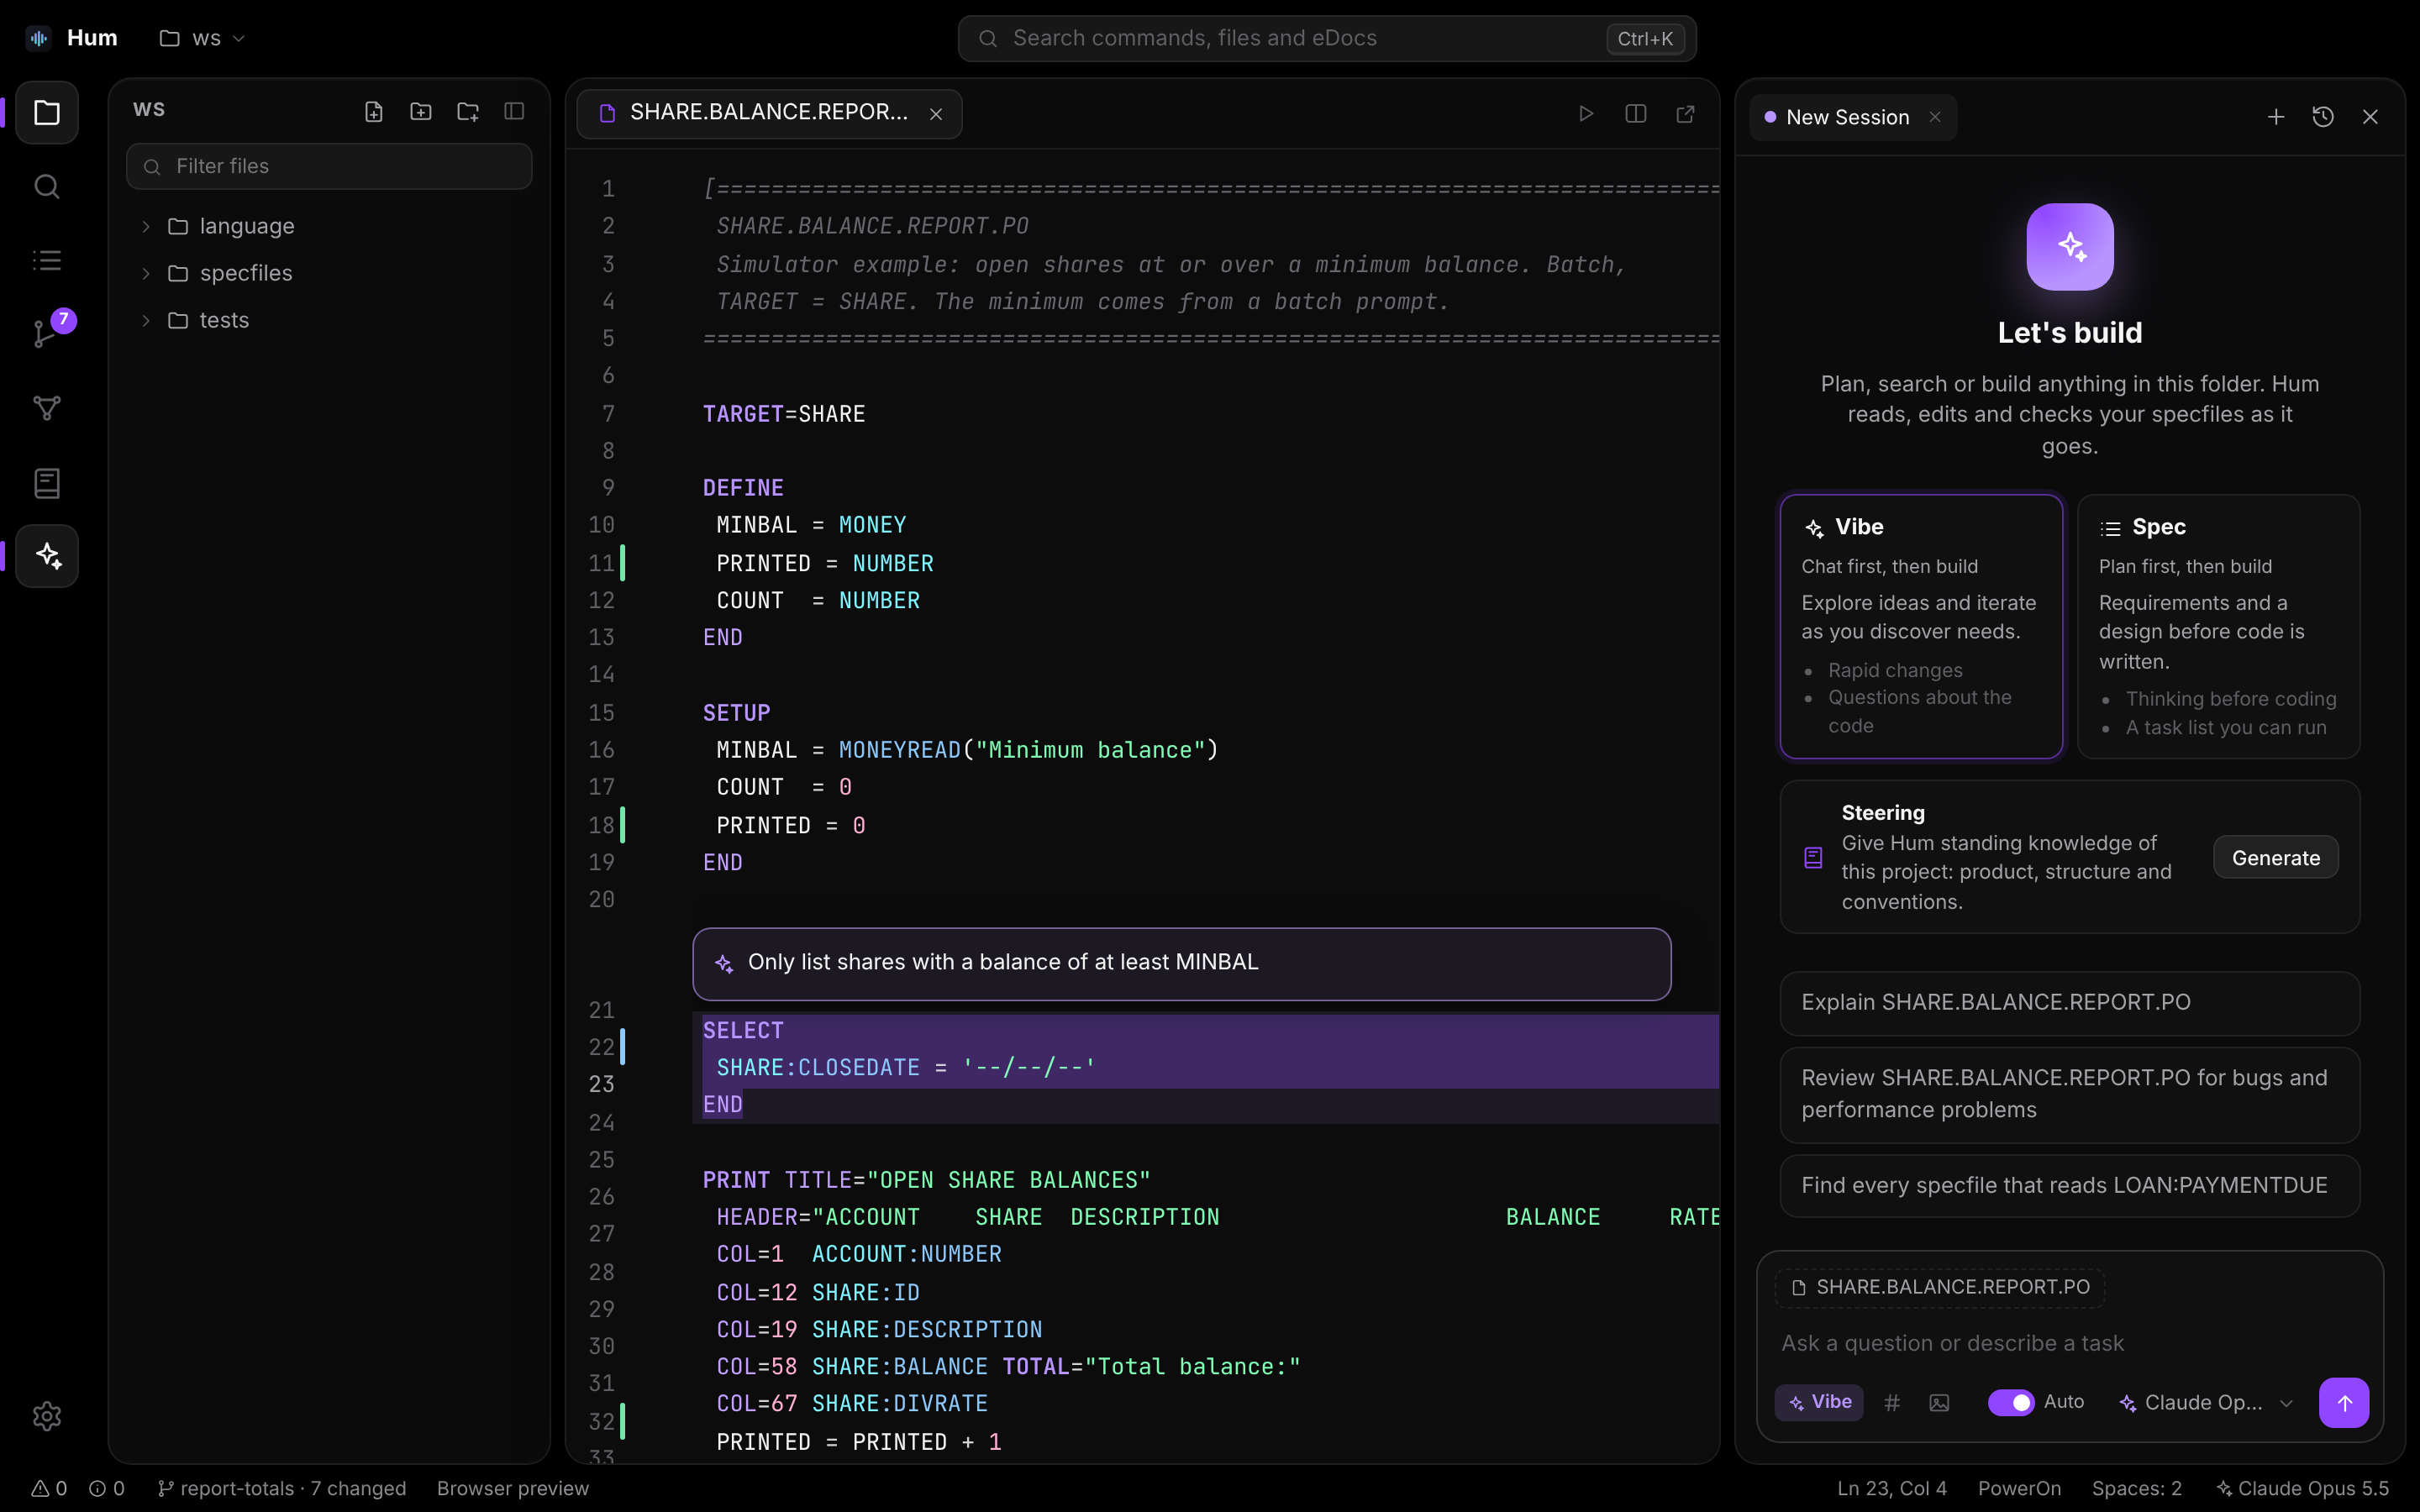 Hum
ws
Search commands, files and eDocs
Ctrl+K
WS
Filter files
language
specfiles
tests
7
SHARE.BALANCE.REPOR...
1 [===========================================================================
2 SHARE.BALANCE.REPORT.PO
3 Simulator example: open shares at or over a minimum balance. Batch,
4 TARGET = SHARE. The minimum comes from a batch prompt.
5 ===========================================================================
6
7 TARGET=SHARE
8
9 DEFINE
10 MINBAL = MONEY
11 PRINTED = NUMBER
12 COUNT  = NUMBER
13 END
14
15 SETUP
16 MINBAL = MONEYREAD("Minimum balance")
17 COUNT  = 0
18 PRINTED = 0
19 END
20
Only list shares with a balance of at least MINBAL
21 SELECT
22 SHARE:CLOSEDATE = '--/--/--'
23 END
24
25 PRINT TITLE="OPEN SHARE BALANCES"
26 HEADER="ACCOUNT    SHARE  DESCRIPTION                     BALANCE     RATE
27 COL=1  ACCOUNT:NUMBER
28 COL=12 SHARE:ID
29 COL=19 SHARE:DESCRIPTION
30 COL=58 SHARE:BALANCE TOTAL="Total balance:"
31 COL=67 SHARE:DIVRATE
32 PRINTED = PRINTED + 1
33
New Session
Let's build
Plan, search or build anything in this folder. Hum
reads, edits and checks your specfiles as it
goes.
Vibe
Chat first, then build
Explore ideas and iterate
as you discover needs.
• Rapid changes
• Questions about the
code
Spec
Plan first, then build
Requirements and a
design before code is
written.
• Thinking before coding
• A task list you can run
Steering
Give Hum standing knowledge of
this project: product, structure and
conventions.
Generate
Explain SHARE.BALANCE.REPORT.PO
Review SHARE.BALANCE.REPORT.PO for bugs and
performance problems
Find every specfile that reads LOAN:PAYMENTDUE
SHARE.BALANCE.REPORT.PO
Ask a question or describe a task
Vibe
Auto
Claude Op...
0 0 report-totals · 7 changed Browser preview
Ln 23, Col 4 PowerOn Spaces: 2 Claude Opus 5.5